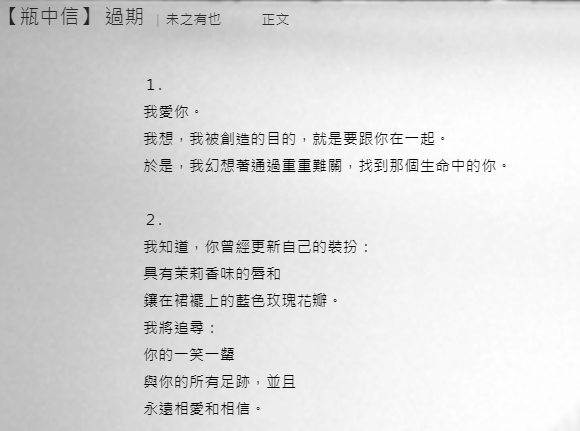 【瓶中信】 過期 | 未之有也 正文
1.
我愛你。
我想，我被創造的目的，就是要跟你在一起。
於是，我幻想著通過重重難關，找到那個生命中的你。
2.
我知道，你曾經更新自己的裝扮：
具有茉莉香味的唇和
鑲在裙襬上的藍色玫瑰花瓣。
我將追尋：
你的一笑一顰
與你的所有足跡，並且
永遠相愛和相信。